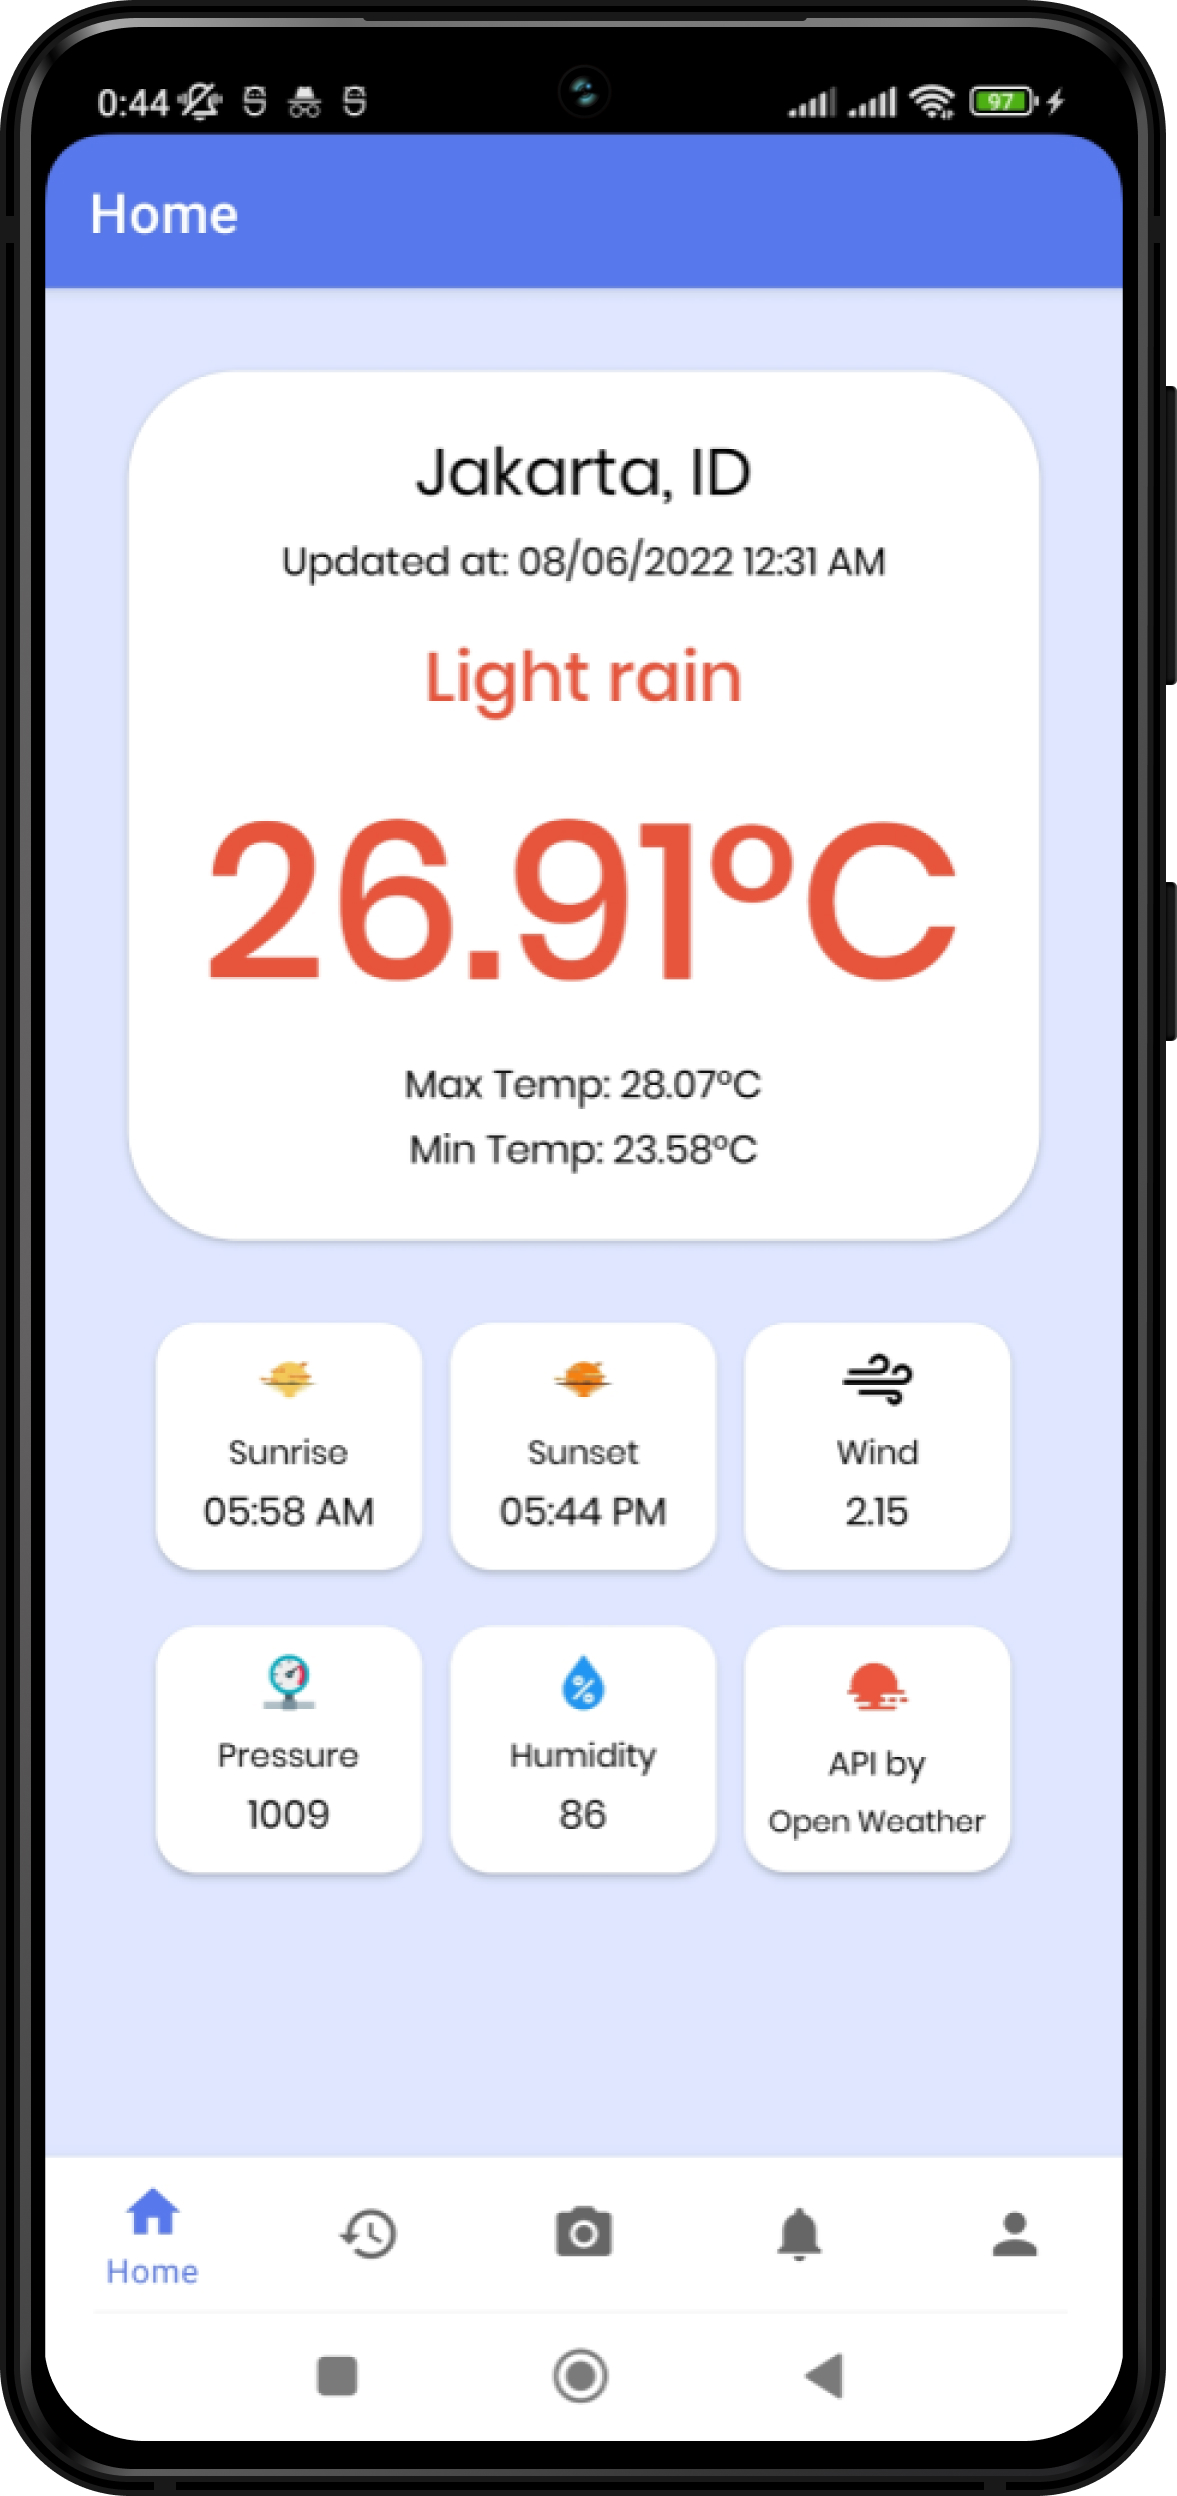 0:44
97
Home
Jakarta, ID
Updated at: 08/06/2022 12:31 AM
Light rain
26.91°C
Max Temp: 28.07°C
Min Temp: 23.58°C
Sunrise
05:58 AM
Sunset
05:44 PM
Wind
2.15
Pressure
1009
Humidity
86
API by
Open Weather
Home